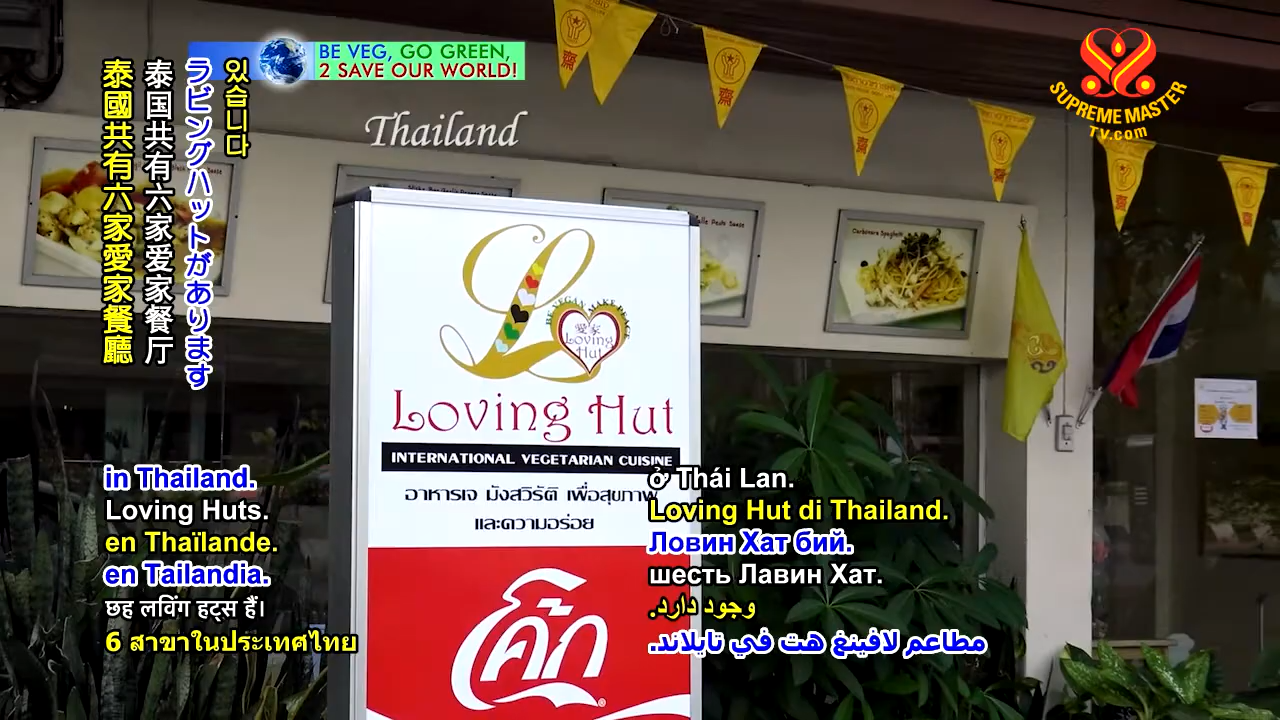 BE VEG, GO GREEN,
2 SAVE OUR WORLD!
SUPREME MASTER
TV.com
Thailand
있습니다
ラビングハットがあります
泰国共有六家爱家餐厅
泰國共有六家愛家餐廳
齋
齋
齋
齋
齋
齋
Carbonara Spaghetti
BE VEGAN MAKE PEACE
愛家
Loving
Hut
Loving Hut
INTERNATIONAL VEGETARIAN CUISINE
อาหารเจ มังสวิรัติ เพื่อสุขภาพ
และความอร่อย
โค้ก
in Thailand.
Loving Huts.
en Thaïlande.
en Tailandia.
छह लविंग हट्स हैं।
6 สาขาในประเทศไทย
ở Thái Lan.
Loving Hut di Thailand.
Ловин Хат бий.
шесть Лавин Хат.
وجود دارد.
مطاعم لافينغ هت في تايلاند.